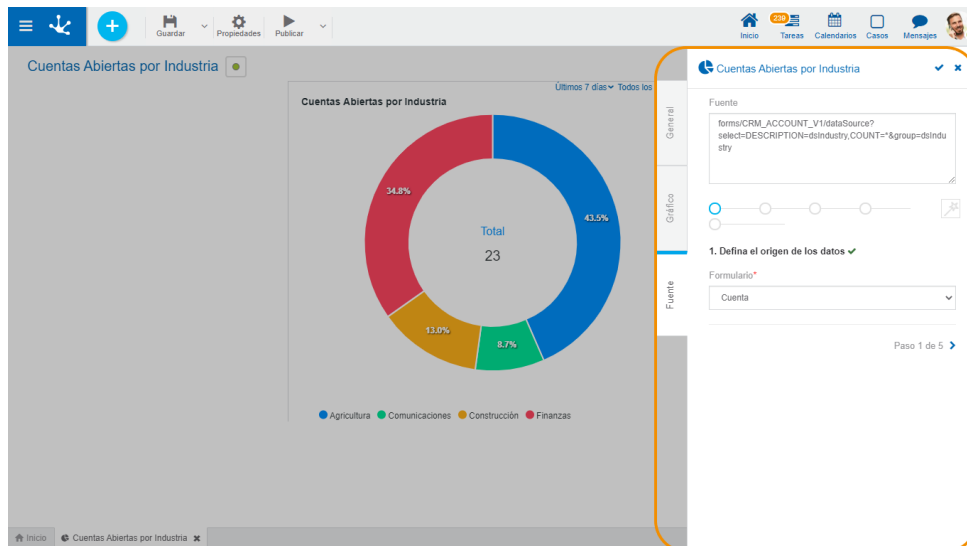 Guardar
Propiedades
Publicar
Inicio
239
Tareas
Calendarios
Casos
Mensajes
Cuentas Abiertas por Industria
Últimos 7 días Todos los
Cuentas Abiertas por Industria
34.8%
43.5%
Total
23
13.0%
8.7%
Agricultura Comunicaciones Construcción Finanzas
General
Gráfico
Fuente
Cuentas Abiertas por Industria
Fuente
forms/CRM_ACCOUNT_V1/dataSource?
select=DESCRIPTION=dsIndustry,COUNT=*&group=dsIndu
stry
1. Defina el origen de los datos
Formulario*
Cuenta
Paso 1 de 5
Inicio
Cuentas Abiertas por Industria